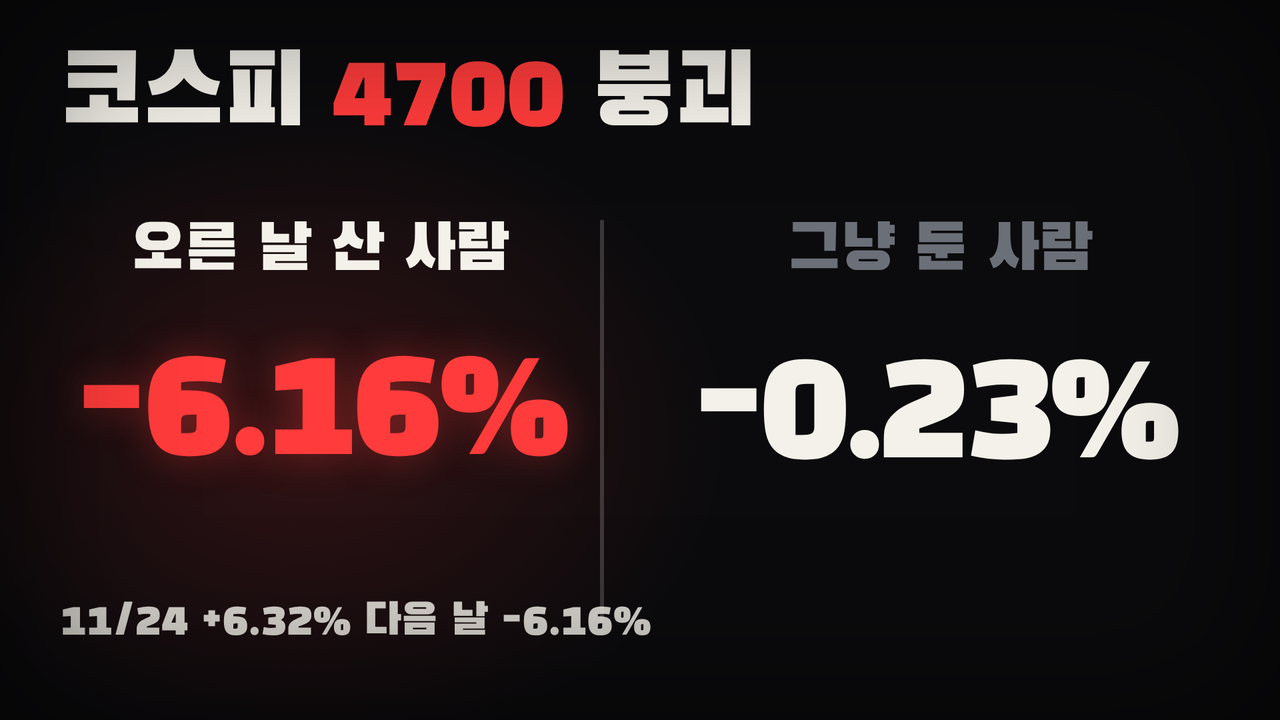 코스피 4700 붕괴
오른 날 산 사람
그냥 둔 사람
-6.16%
-0.23%
11/24 +6.32% 다음 날 -6.16%